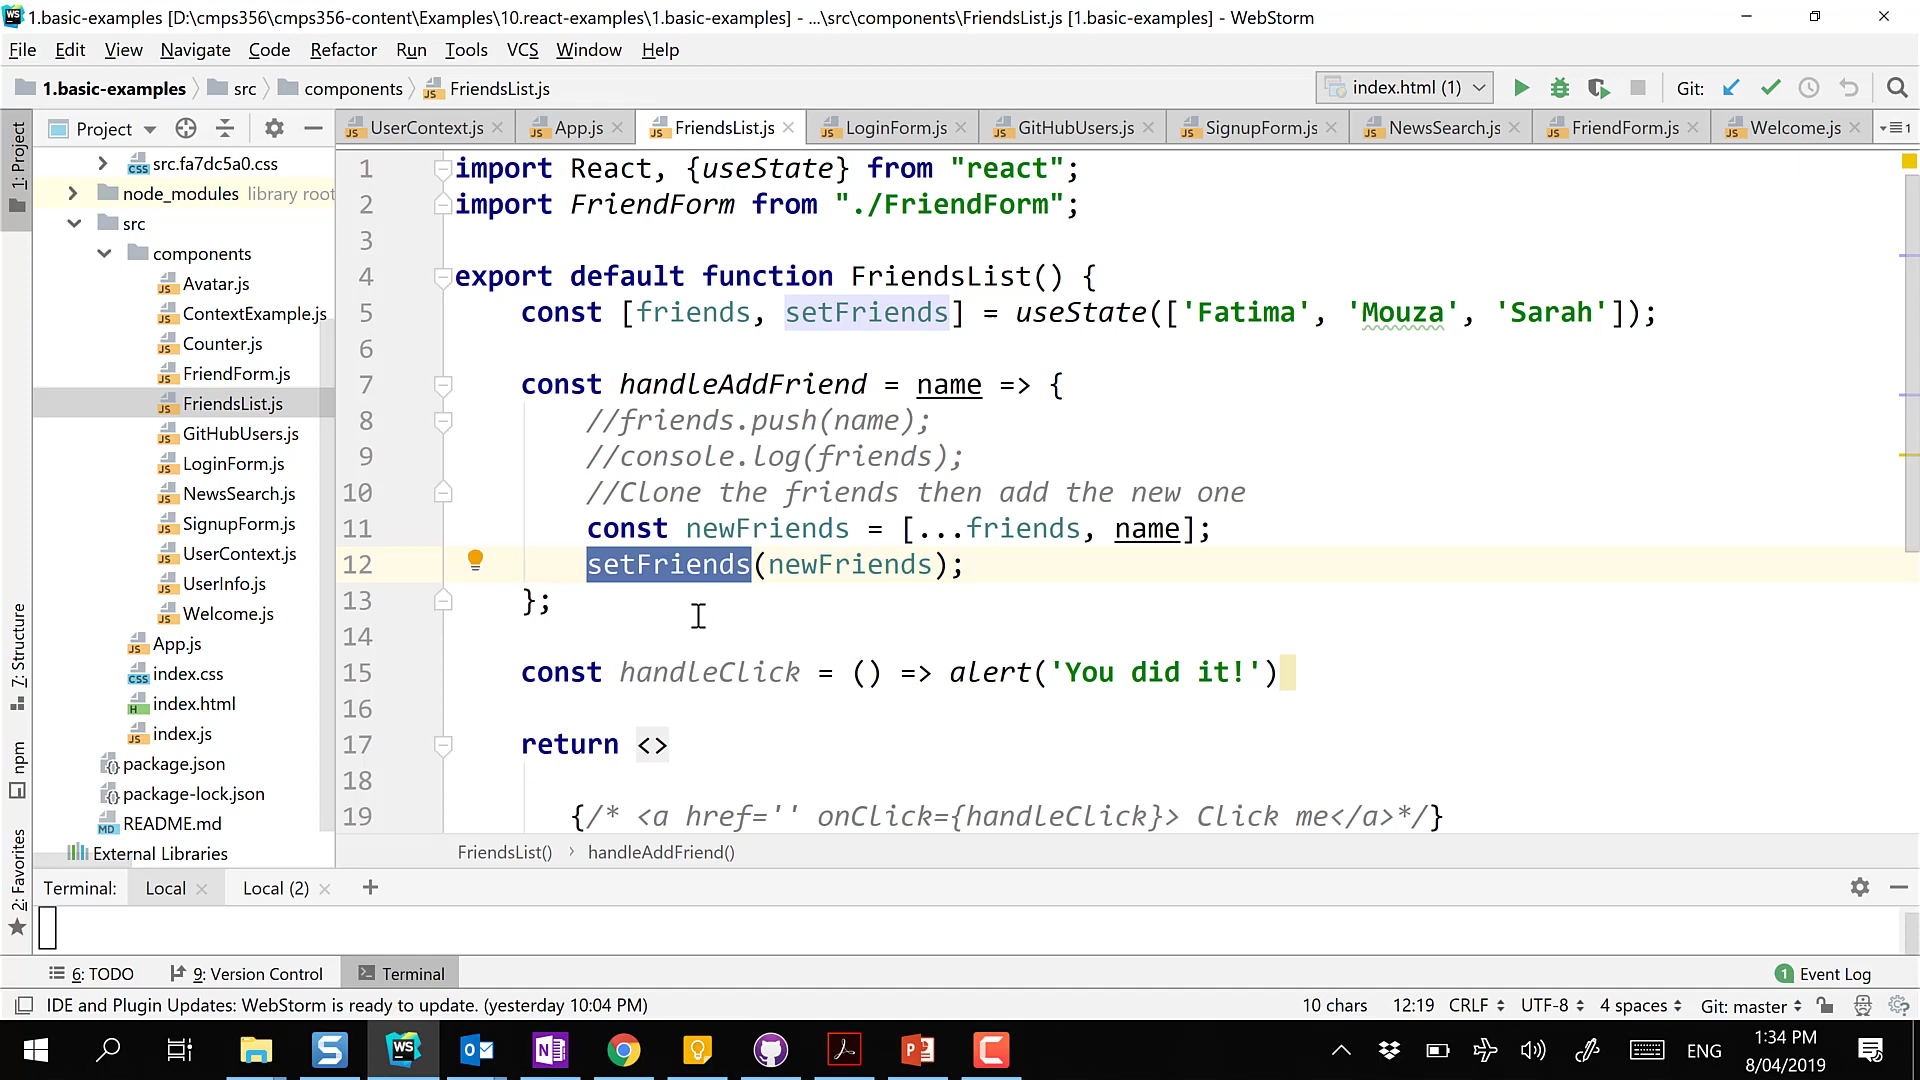 1.basic-examples [D:\cmps356\cmps356-content\Examples\10.react-examples\1.basic-examples] - ...\src\components\FriendsList.js [1.basic-examples] - WebStorm
File Edit View Navigate Code Refactor Run Tools VCS Window Help
1.basic-examples src components FriendsList.js index.html (1) Git:
Project UserContext.js App.js FriendsList.js LoginForm.js GitHubUsers.js SignupForm.js NewsSearch.js FriendForm.js Welcome.js 1
1: Project
7: Structure
npm
2: Favorites
src.fa7dc5a0.css
node_modules library root
src
components
Avatar.js
ContextExample.js
Counter.js
FriendForm.js
FriendsList.js
GitHubUsers.js
LoginForm.js
NewsSearch.js
SignupForm.js
UserContext.js
UserInfo.js
Welcome.js
App.js
index.css
index.html
index.js
package.json
package-lock.json
README.md
External Libraries
1 import React, {useState} from "react";
2 import FriendForm from "./FriendForm";
3
4 export default function FriendsList() {
5 const [friends, setFriends] = useState(['Fatima', 'Mouza', 'Sarah']);
6
7 const handleAddFriend = name => {
8 //friends.push(name);
9 //console.log(friends);
10 //Clone the friends then add the new one
11 const newFriends = [...friends, name];
12 setFriends(newFriends);
13 };
14
15 const handleClick = () => alert('You did it!')
16
17 return <>
18
19 {/* <a href='' onClick={handleClick}> Click me</a>*/}
FriendsList() › handleAddFriend()
Terminal: Local Local (2)
6: TODO 9: Version Control Terminal 1 Event Log
IDE and Plugin Updates: WebStorm is ready to update. (yesterday 10:04 PM) 10 chars 12:19 CRLF UTF-8 4 spaces Git: master
ENG 1:34 PM
8/04/2019